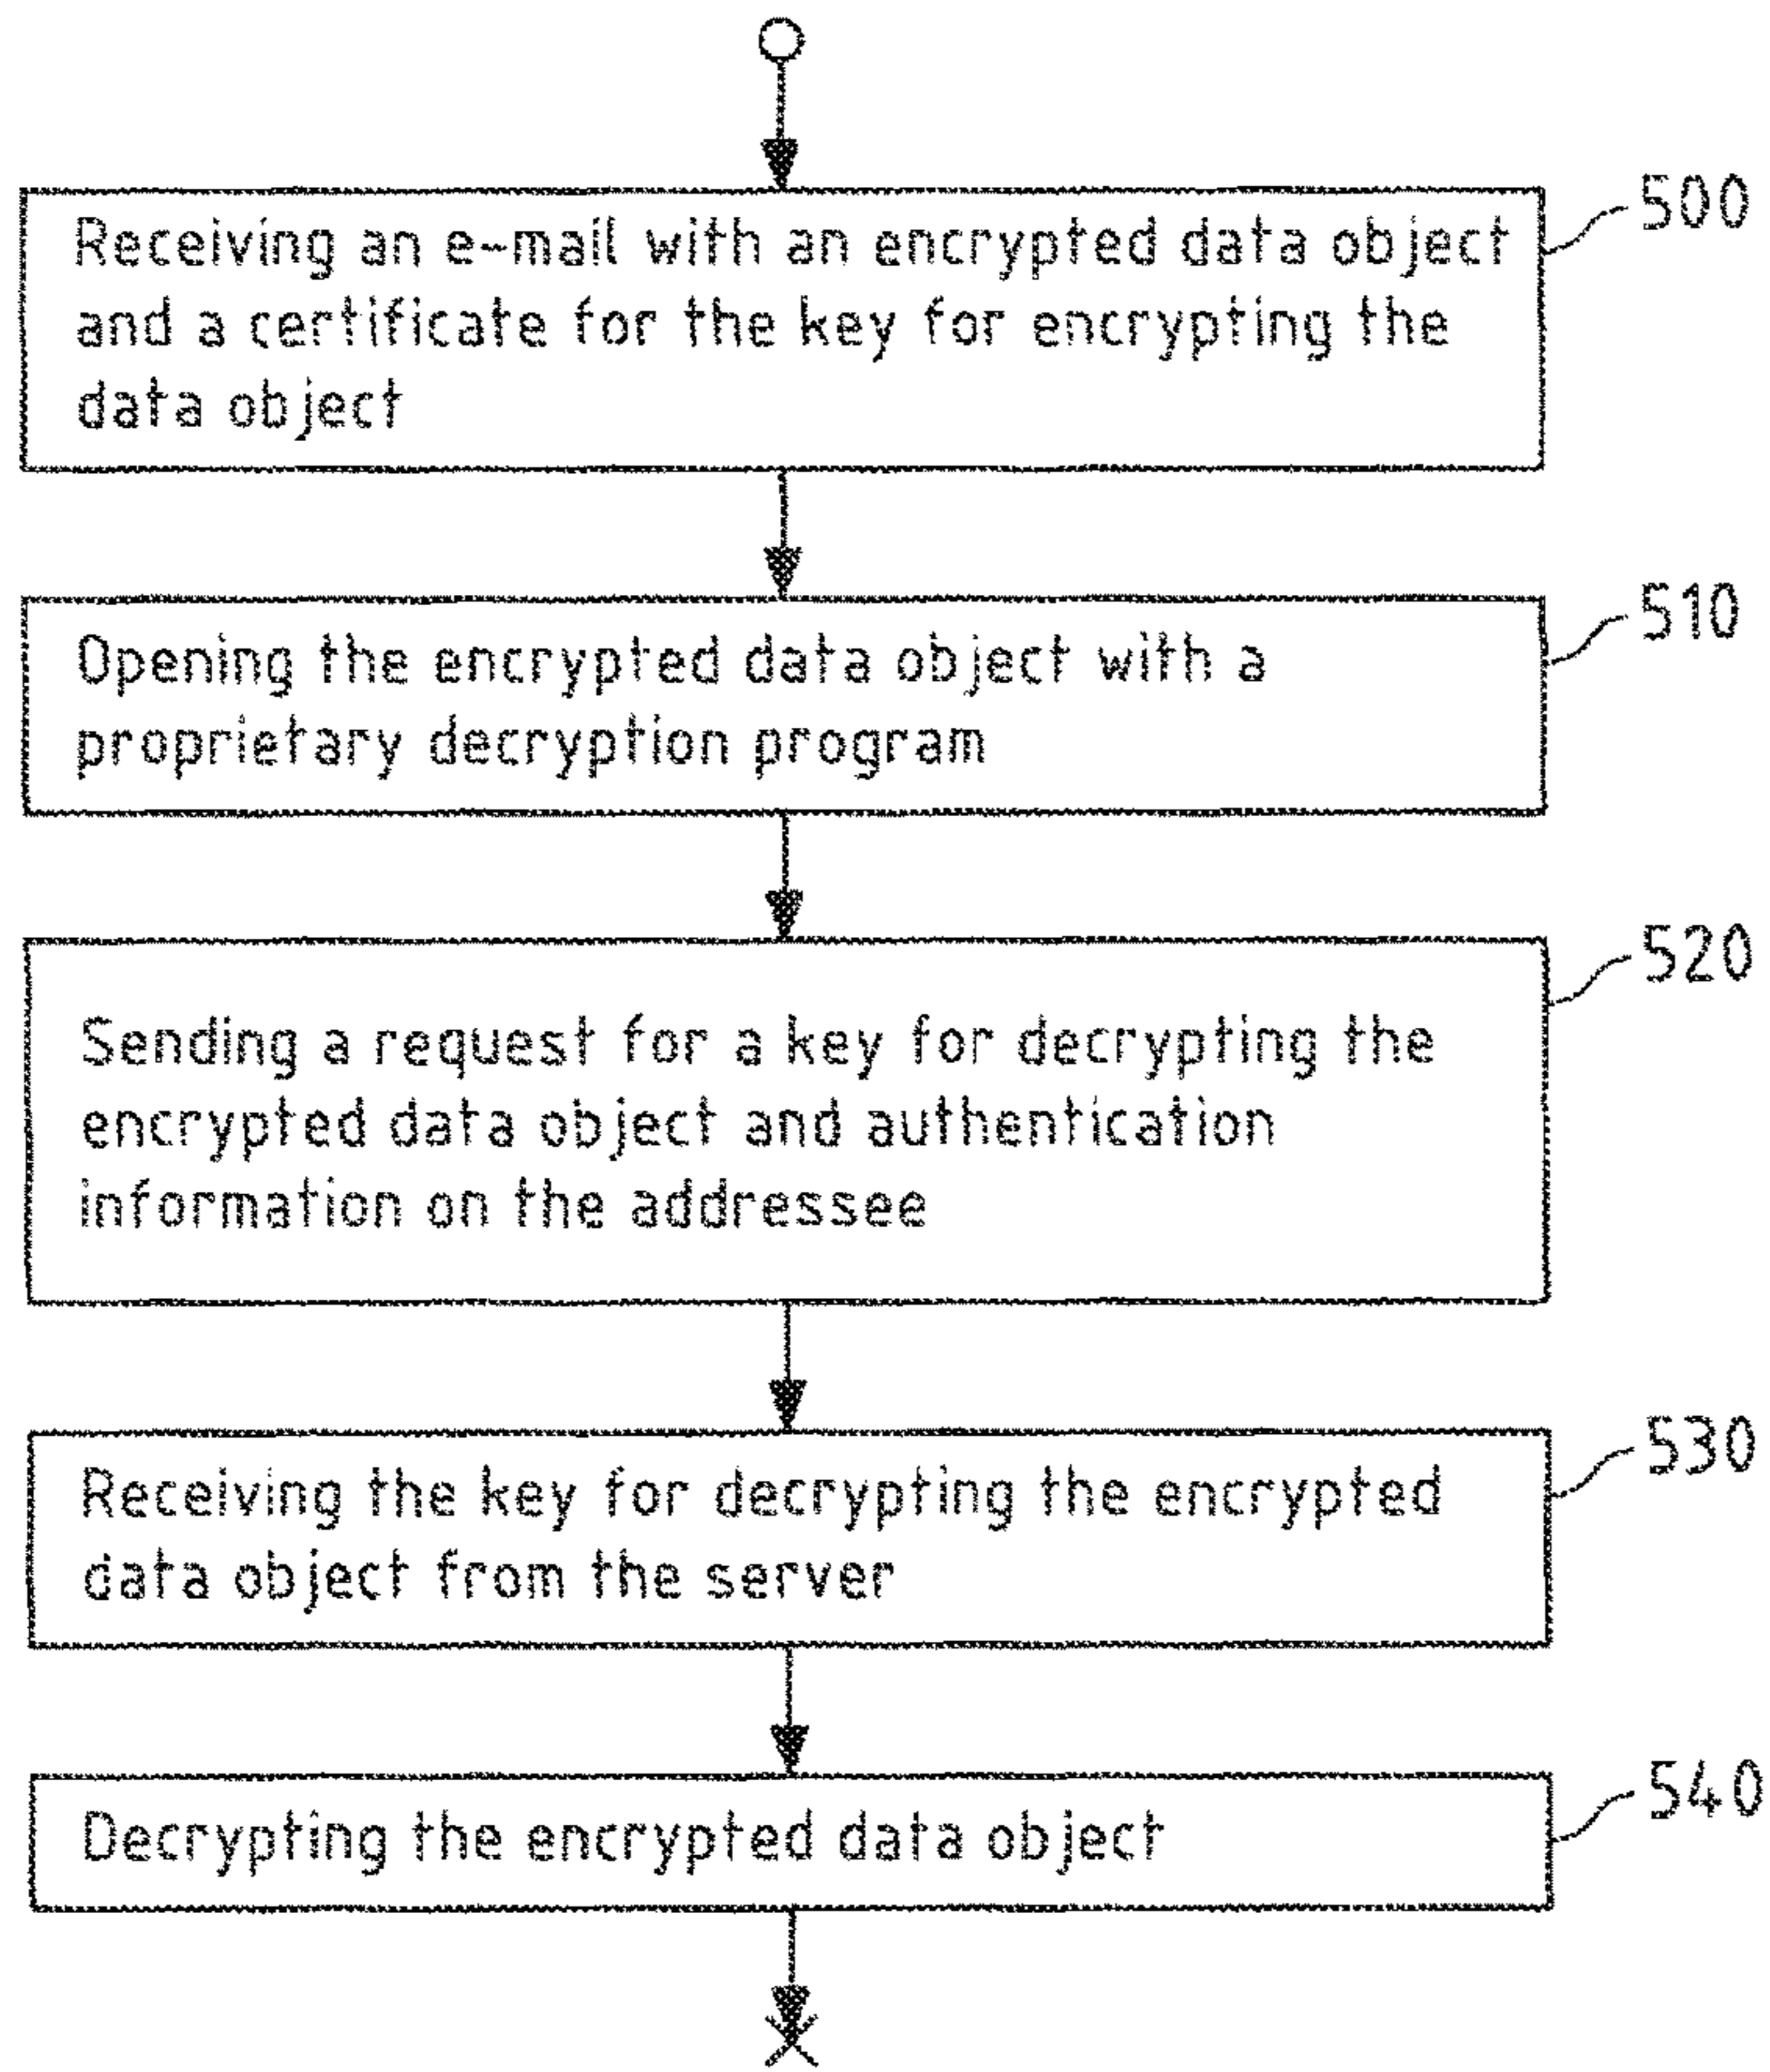 500
Receiving an e-mail with an encrypted data object
and a certificate for the key for encrypting the
data object
510
Opening the encrypted data object with a
proprietary decryption program
520
Sending a request for a key for decrypting the
encrypted data object and authentication
information on the addressee
530
Receiving the key for decrypting the encrypted
data object from the server
540
Decrypting the encrypted data object